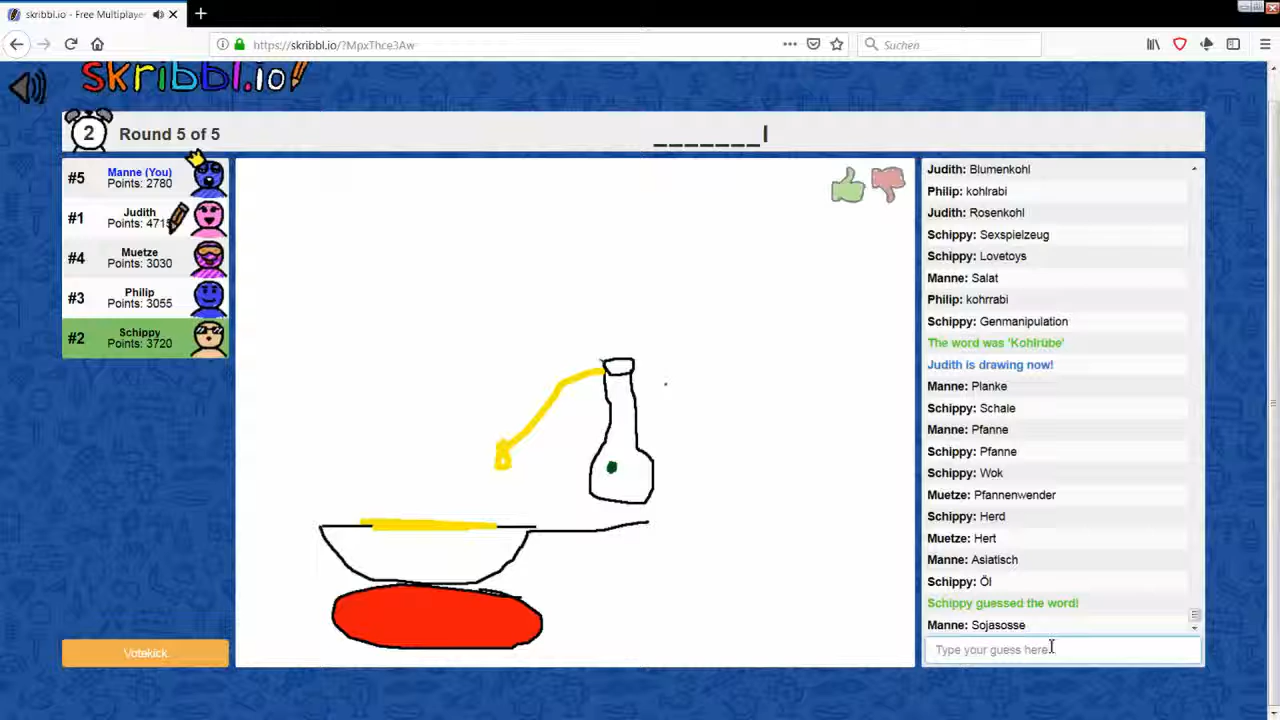 skribbl.io - Free Multiplaye
https://skribbl.io/?MpxThce3Aw
Suchen
skribbl.io!
2 Round 5 of 5
_______l
#5 Manne (You)
Points: 2780
#1 Judith
Points: 4715
#4 Muetze
Points: 3030
#3 Philip
Points: 3055
#2 Schippy
Points: 3720
Votekick
Judith: Blumenkohl
Philip: kohlrabi
Judith: Rosenkohl
Schippy: Sexspielzeug
Schippy: Lovetoys
Manne: Salat
Philip: kohrrabi
Schippy: Genmanipulation
The word was 'Kohlrübe'
Judith is drawing now!
Manne: Planke
Schippy: Schale
Manne: Pfanne
Schippy: Pfanne
Schippy: Wok
Muetze: Pfannenwender
Schippy: Herd
Muetze: Hert
Manne: Asiatisch
Schippy: Öl
Schippy guessed the word!
Manne: Sojasosse
Type your guess here